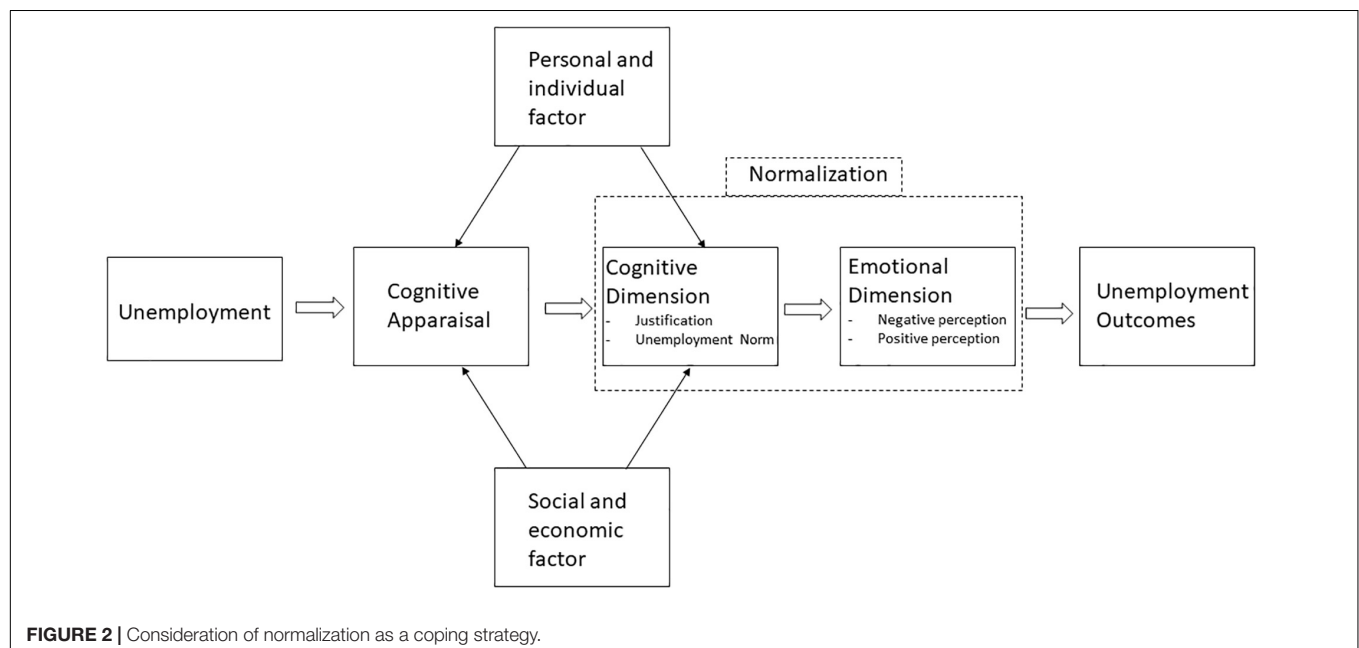 Personal and
individual
factor
Normalization
Unemployment
Cognitive
Apparaisal
Cognitive
Dimension
- Justification
- Unemployment Norm
Emotional
Dimension
- Negative perception
- Positive perception
Unemployment
Outcomes
Social and
economic
factor
FIGURE 2 | Consideration of normalization as a coping strategy.